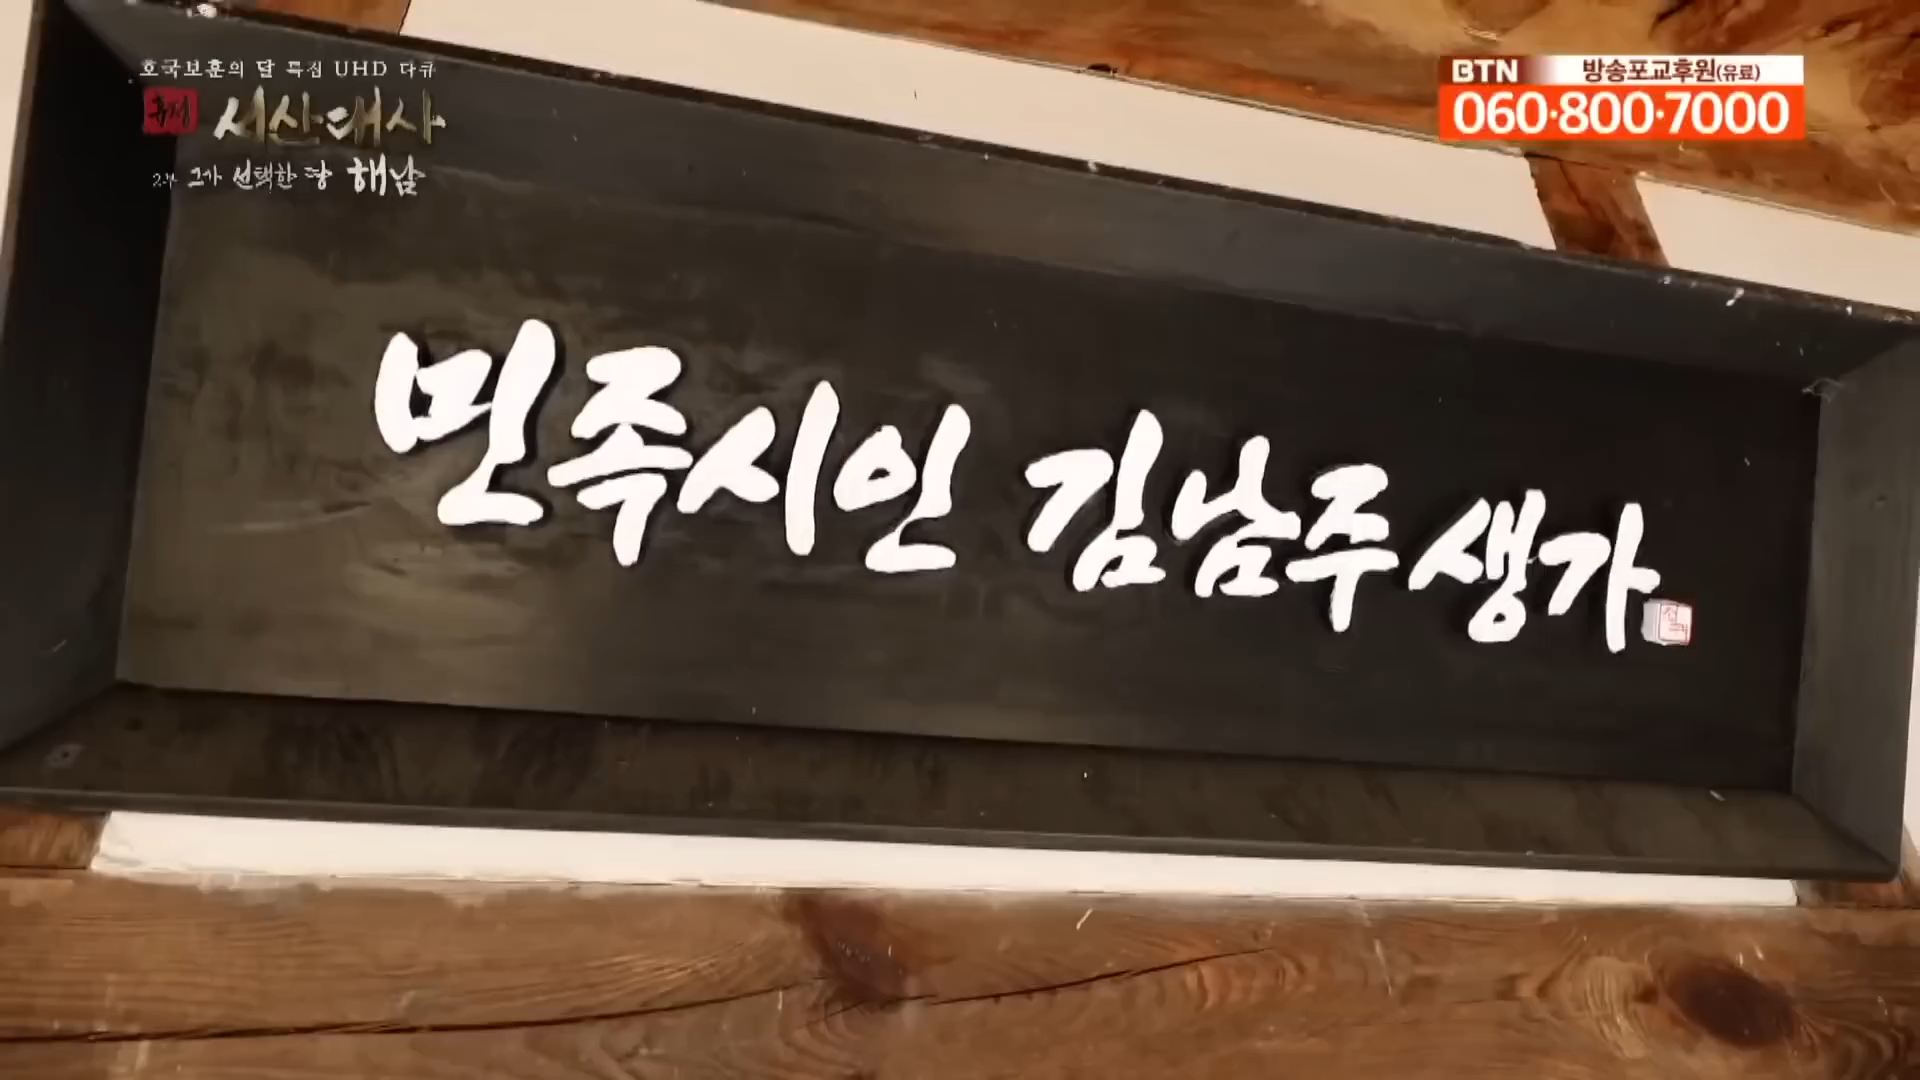 호국보훈의 달 특집 UHD 다큐
휴정 서산대사
2부 그가 선택한 땅 해남
BTN 방송포교후원(유료)
060·800·7000
민족시인 김남주 생가